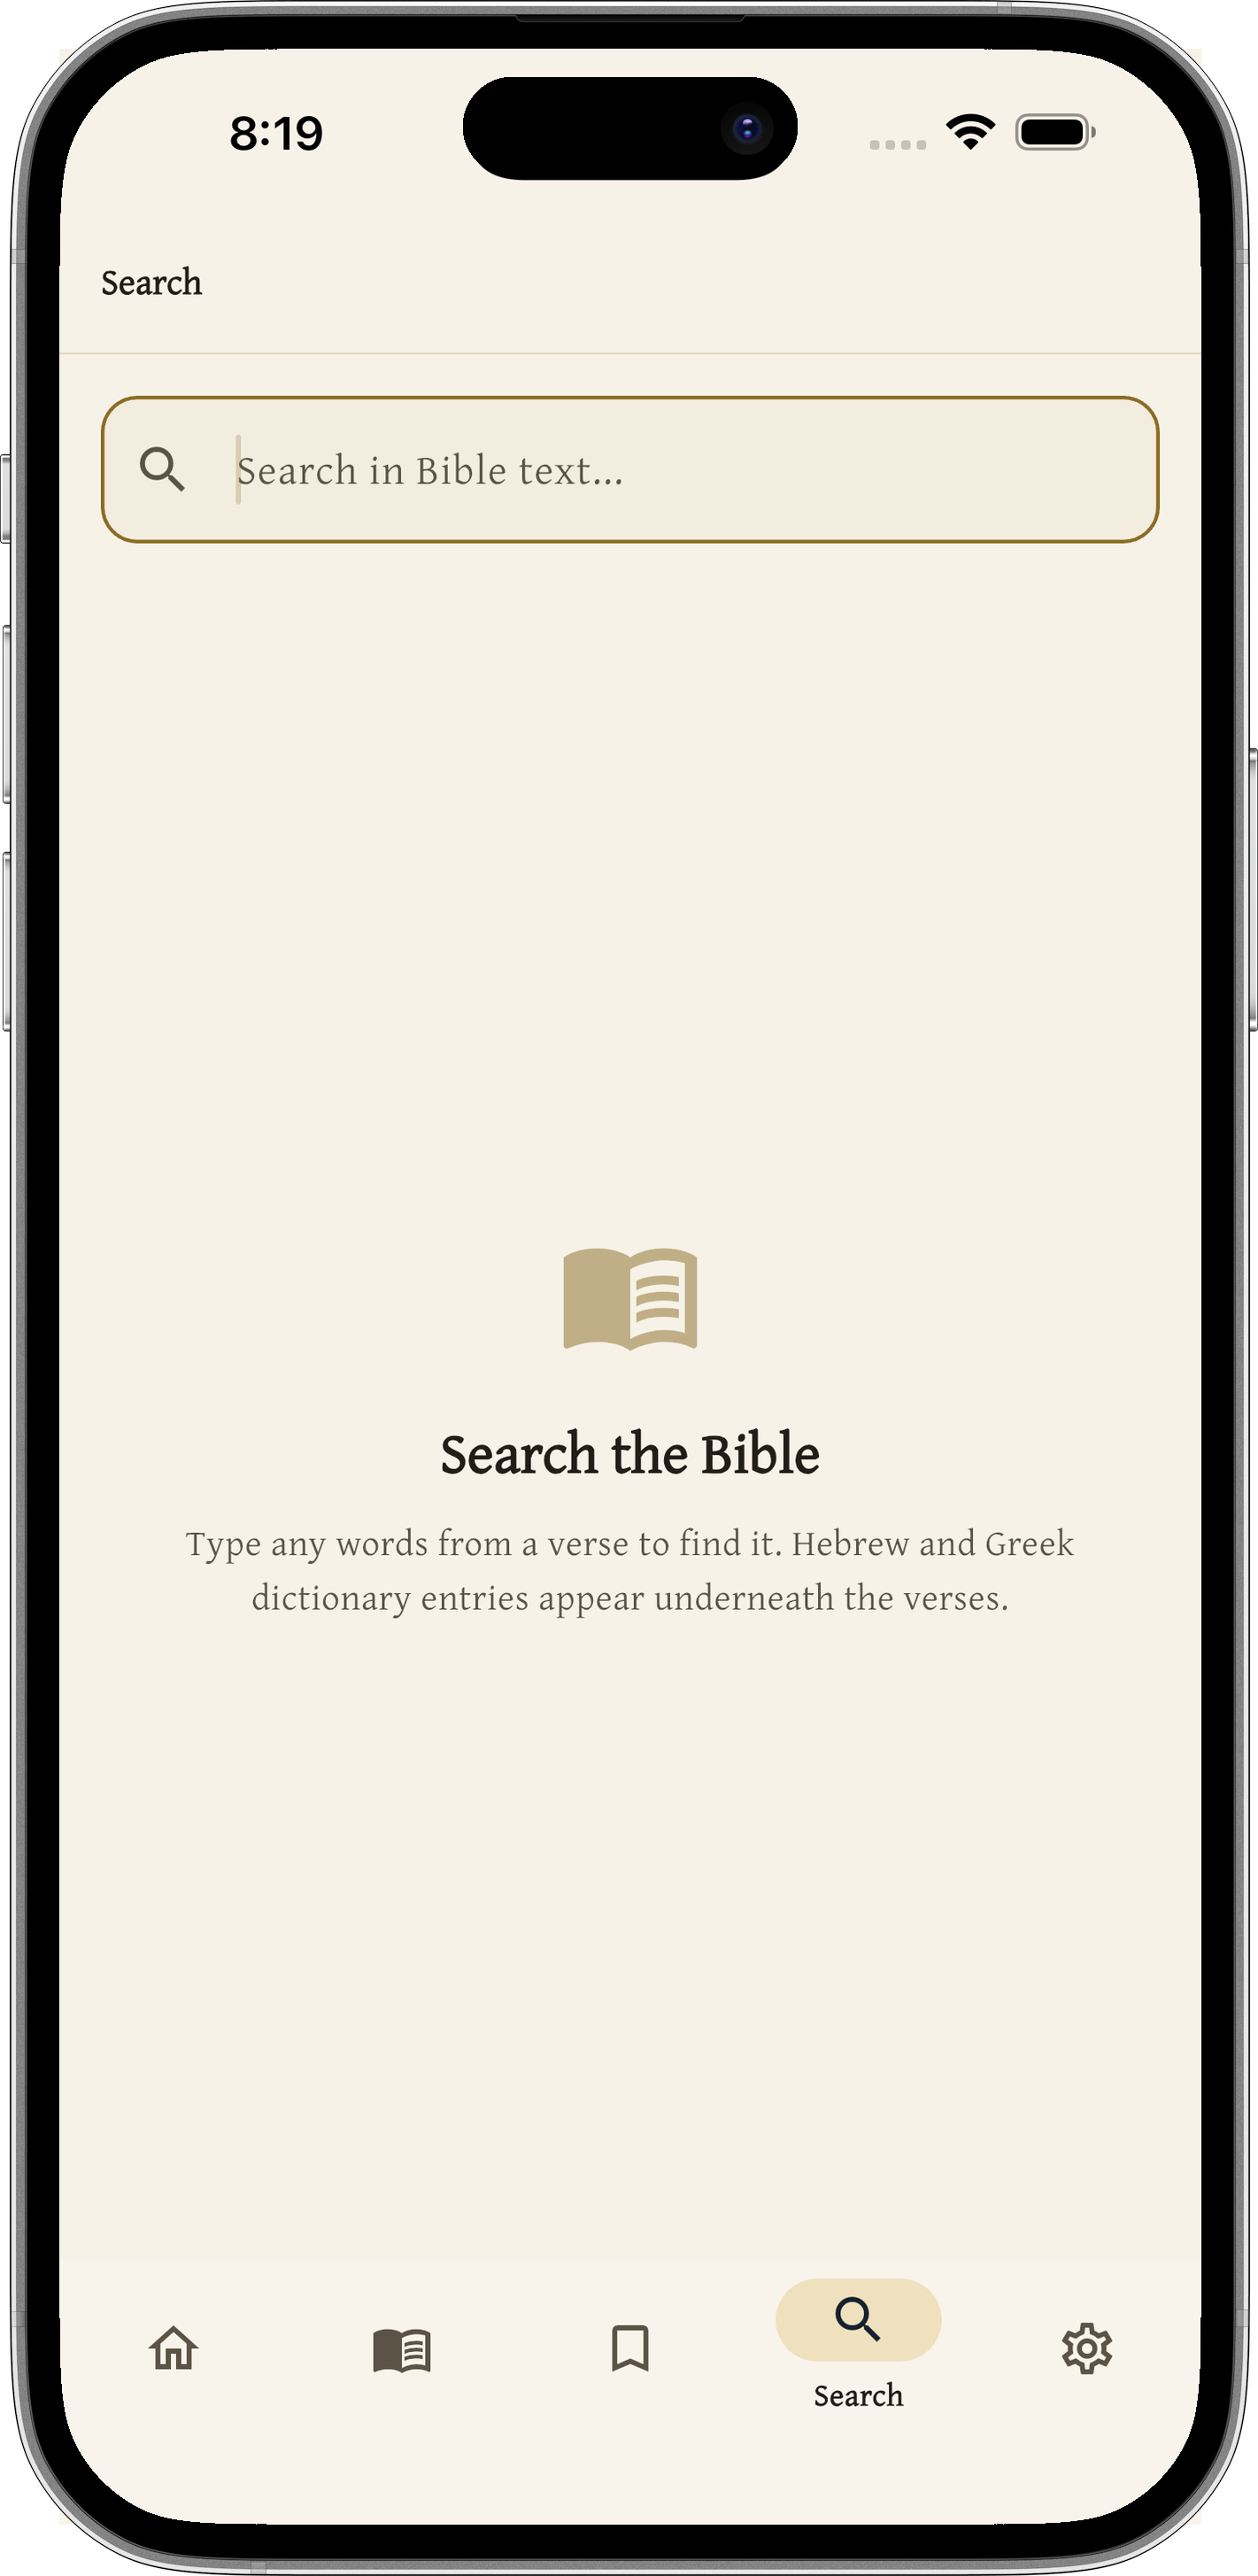 8:19
Search
Search in Bible text...
Search the Bible
Type any words from a verse to find it. Hebrew and Greek
dictionary entries appear underneath the verses.
Search